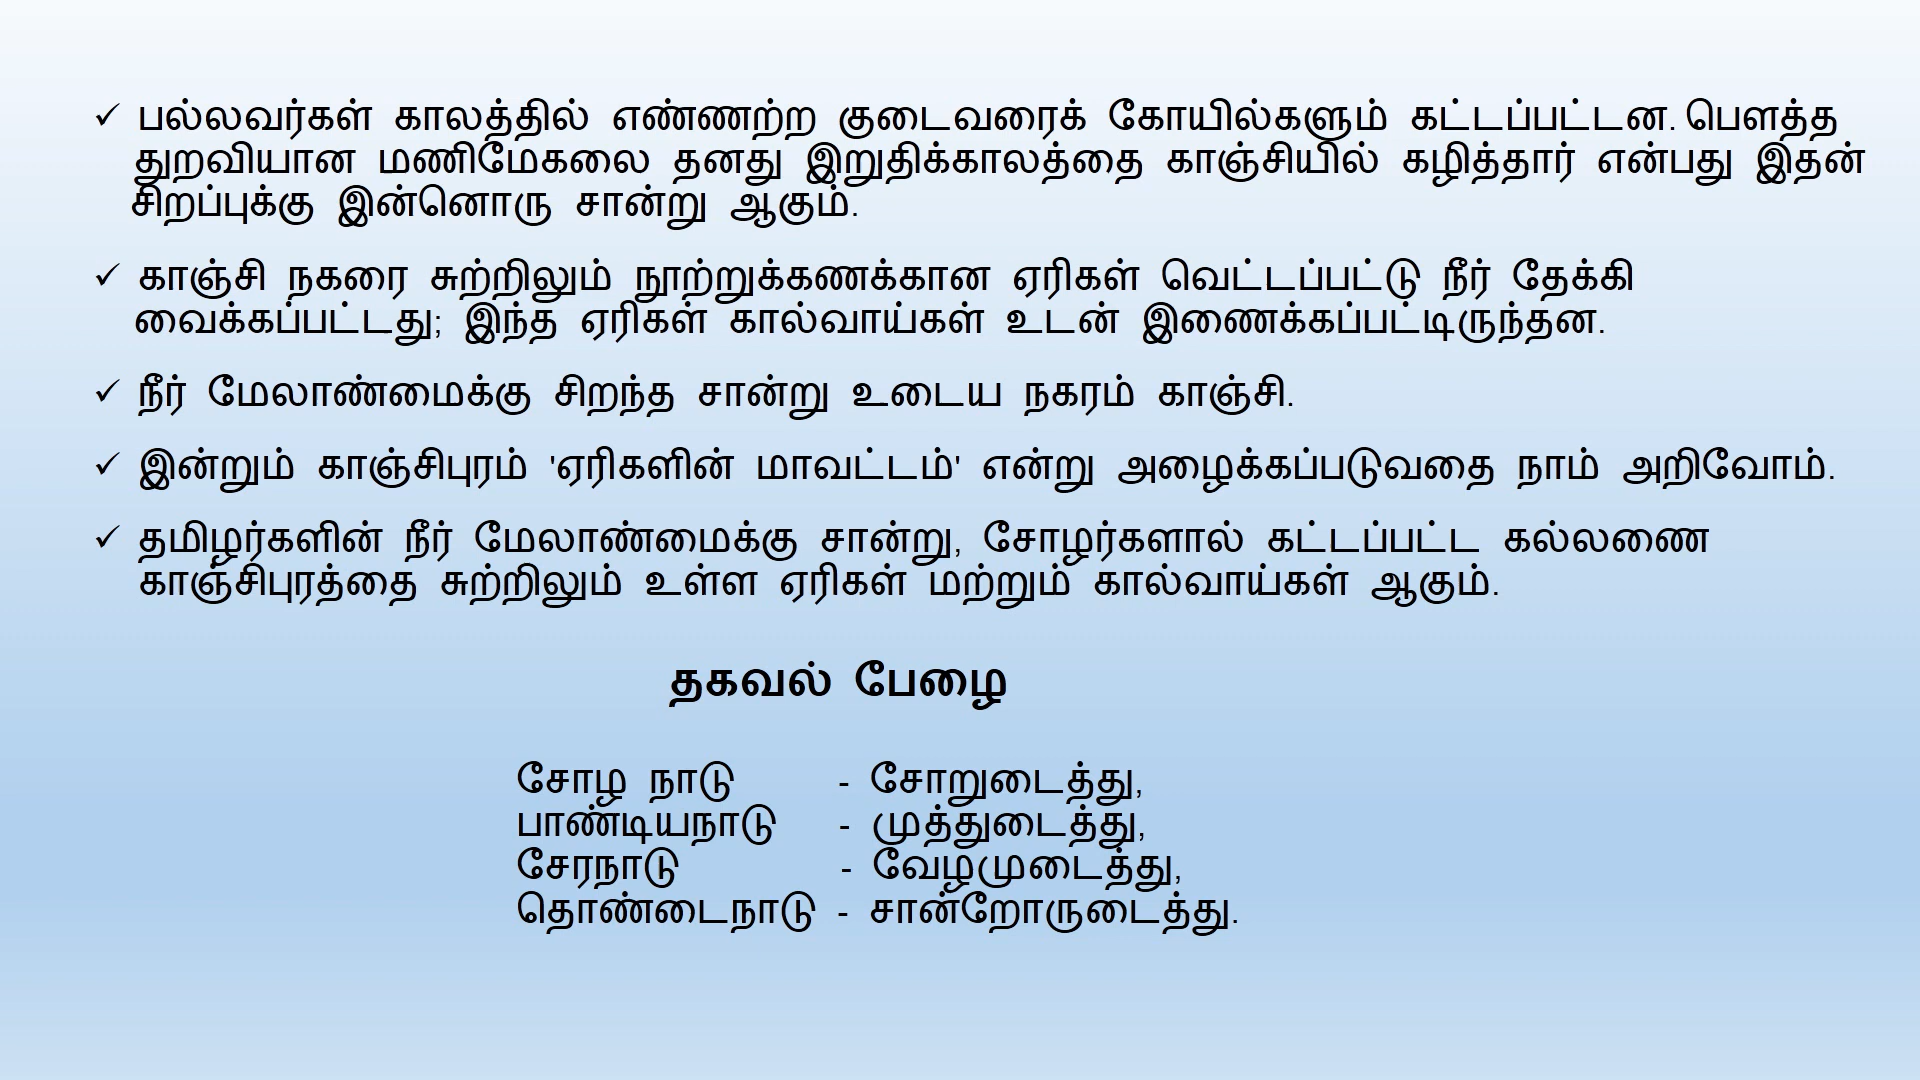 ✓ பல்லவர்கள் காலத்தில் எண்ணற்ற குடைவரைக் கோயில்களும் கட்டப்பட்டன. பௌத்த
துறவியான மணிமேகலை தனது இறுதிக்காலத்தை காஞ்சியில் கழித்தார் என்பது இதன்
சிறப்புக்கு இன்னொரு சான்று ஆகும்.
✓ காஞ்சி நகரை சுற்றிலும் நூற்றுக்கணக்கான ஏரிகள் வெட்டப்பட்டு நீர் தேக்கி
வைக்கப்பட்டது; இந்த ஏரிகள் கால்வாய்கள் உடன் இணைக்கப்பட்டிருந்தன.
✓ நீர் மேலாண்மைக்கு சிறந்த சான்று உடைய நகரம் காஞ்சி.
✓ இன்றும் காஞ்சிபுரம் 'ஏரிகளின் மாவட்டம்' என்று அழைக்கப்படுவதை நாம் அறிவோம்.
✓ தமிழர்களின் நீர் மேலாண்மைக்கு சான்று, சோழர்களால் கட்டப்பட்ட கல்லணை
காஞ்சிபுரத்தை சுற்றிலும் உள்ள ஏரிகள் மற்றும் கால்வாய்கள் ஆகும்.
தகவல் பேழை
சோழ நாடு - சோறுடைத்து,
பாண்டியநாடு - முத்துடைத்து,
சேரநாடு - வேழமுடைத்து,
தொண்டைநாடு - சான்றோருடைத்து.